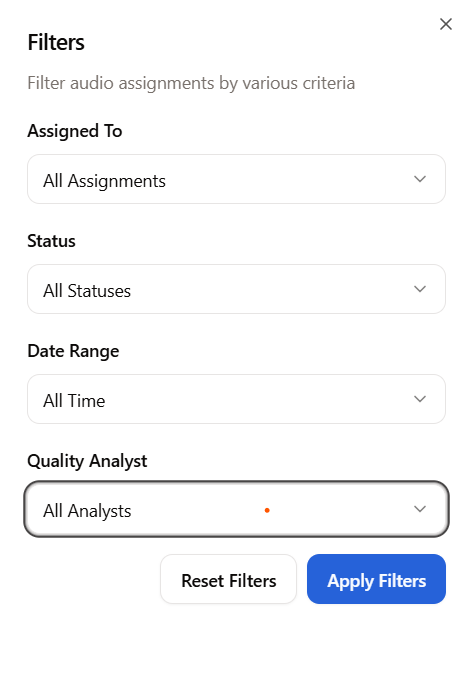 Filters
Filter audio assignments by various criteria
Assigned To
All Assignments
Status
All Statuses
Date Range
All Time
Quality Analyst
All Analysts
Reset Filters
Apply Filters